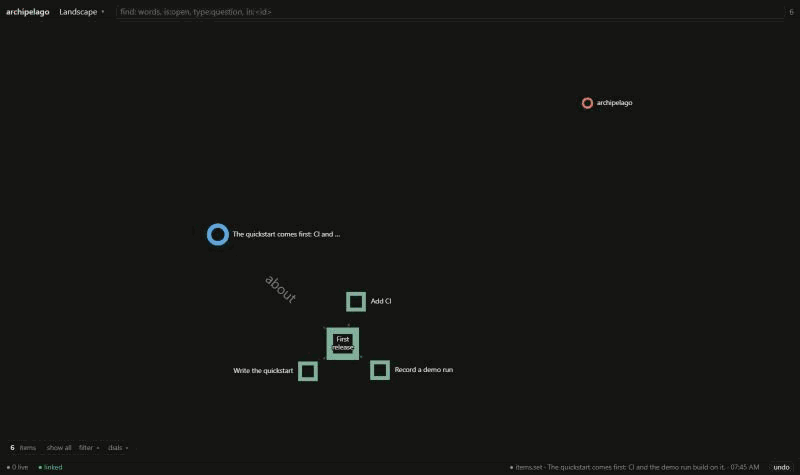 archipelago
Landscape
find: words, is:open, type:question, in:<id>
6
archipelago
The quickstart comes first: CI and ...
about
Add CI
First
release
Write the quickstart
Record a demo run
6 items
show all
filter
dials
0 live
linked
items.set · The quickstart comes first: CI and the demo run build on it. · 07:45 AM
undo